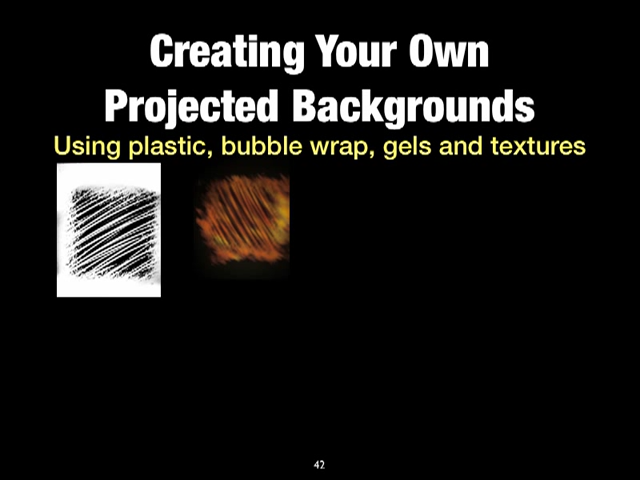 Creating Your Own
Projected Backgrounds
Using plastic, bubble wrap, gels and textures
42